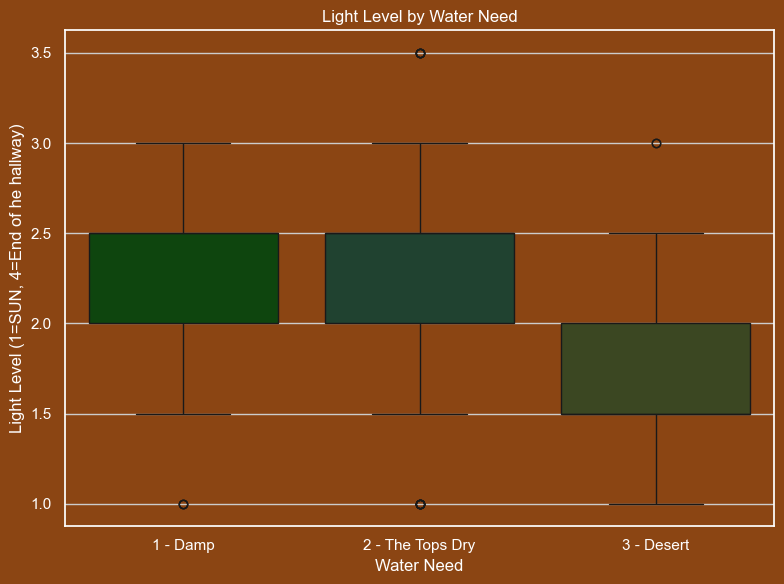 Light Level by Water Need
3.5
3.0
2.5
2.0
1.5
1.0
Light Level (1=SUN, 4=End of he hallway)
1 - Damp
2 - The Tops Dry
3 - Desert
Water Need